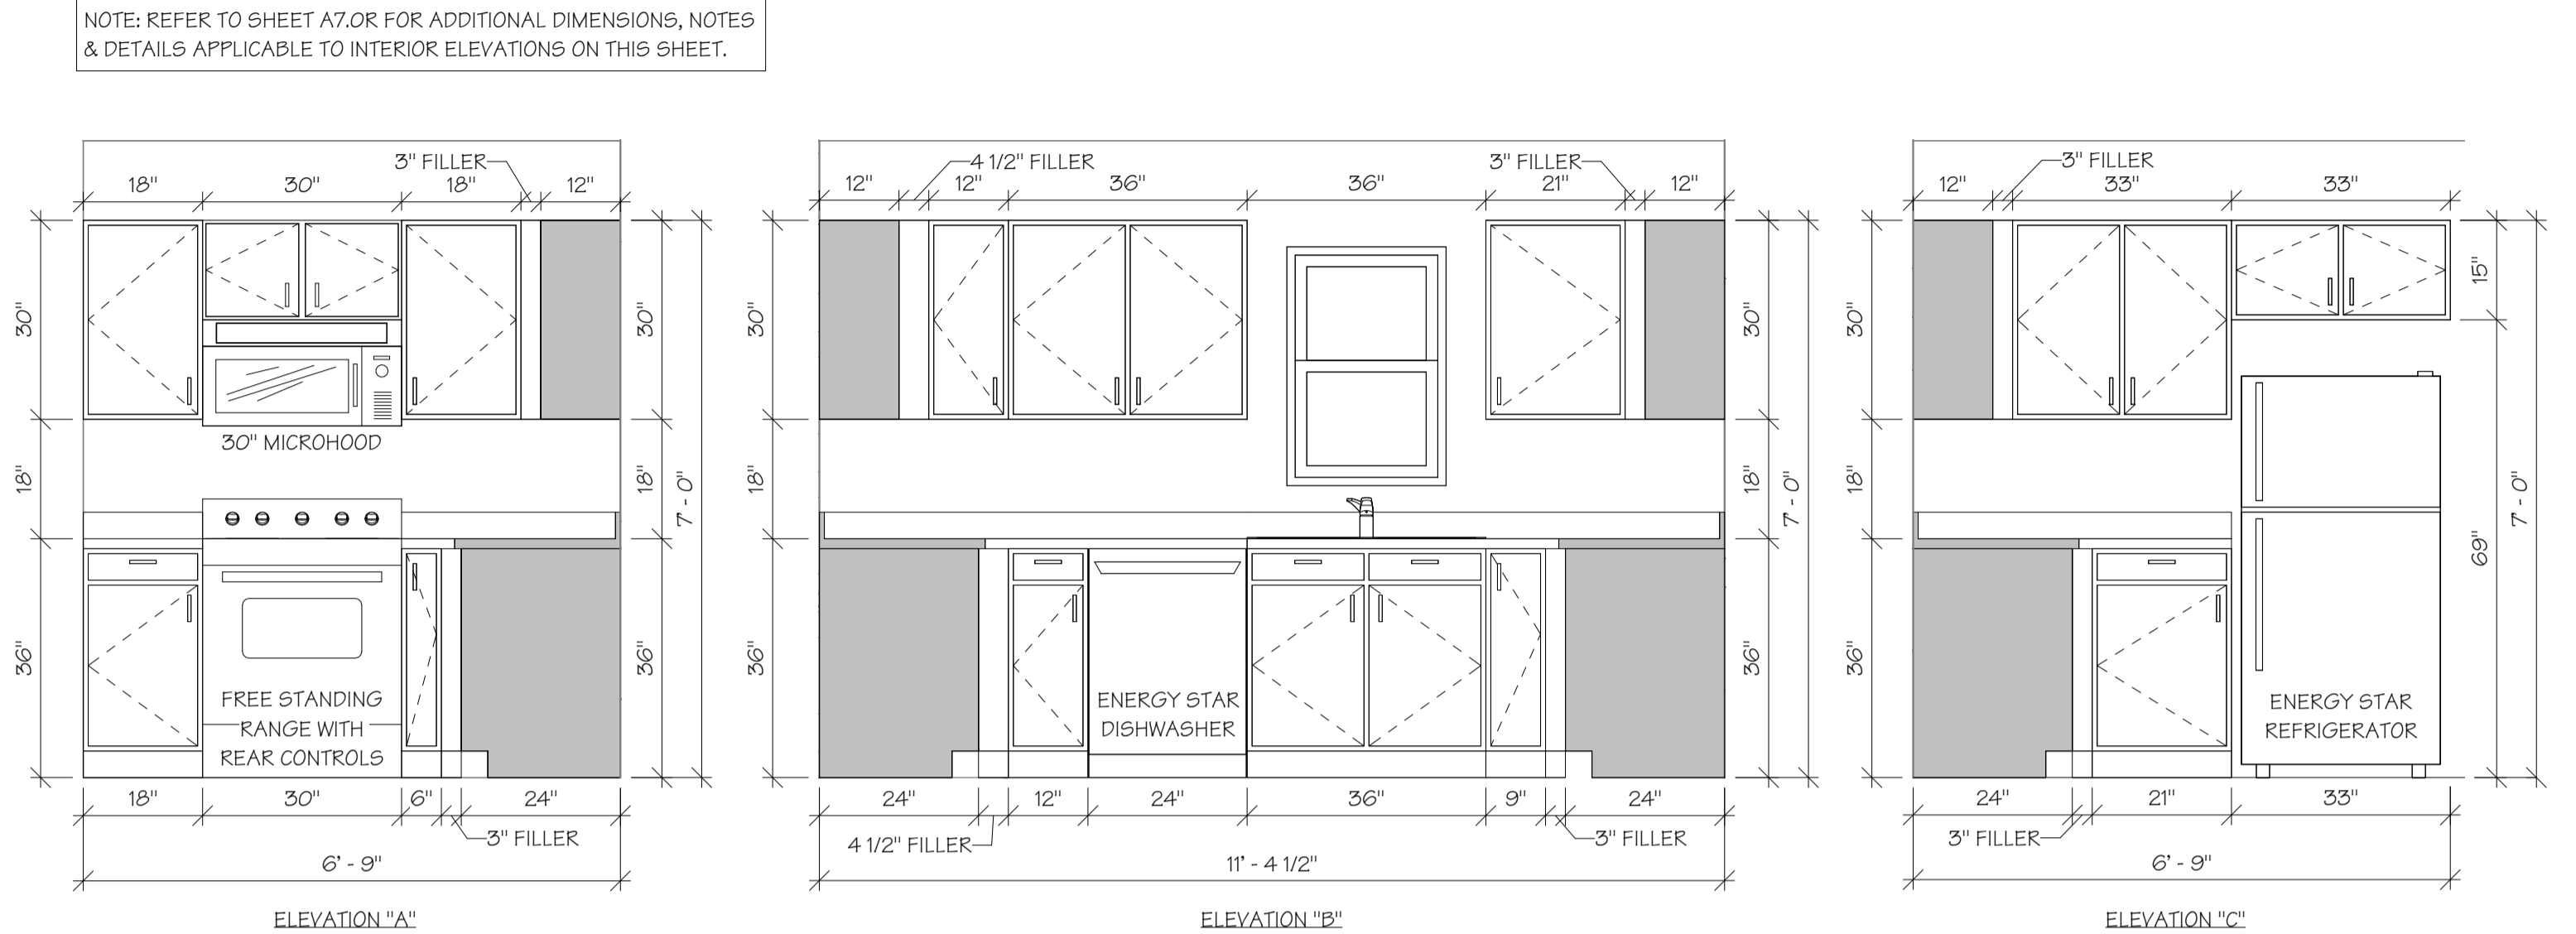 NOTE: REFER TO SHEET A7.0R FOR ADDITIONAL DIMENSIONS, NOTES
& DETAILS APPLICABLE TO INTERIOR ELEVATIONS ON THIS SHEET.
3" FILLER
18" 30" 18" 12"
30"
18"
36"
30"
18"
36"
7' - 0"
30" MICROHOOD
FREE STANDING
RANGE WITH
REAR CONTROLS
18" 30" 6" 24"
3" FILLER
6' - 9"
ELEVATION "A"
4 1/2" FILLER 3" FILLER
12" 12" 36" 36" 21" 12"
30"
18"
36"
30"
18"
36"
7' - 0"
ENERGY STAR
DISHWASHER
24" 12" 24" 36" 9" 24"
4 1/2" FILLER 3" FILLER
11' - 4 1/2"
ELEVATION "B"
3" FILLER
12" 33" 33"
30"
18"
36"
15"
69"
7' - 0"
ENERGY STAR
REFRIGERATOR
24" 21" 33"
3" FILLER
6' - 9"
ELEVATION "C"